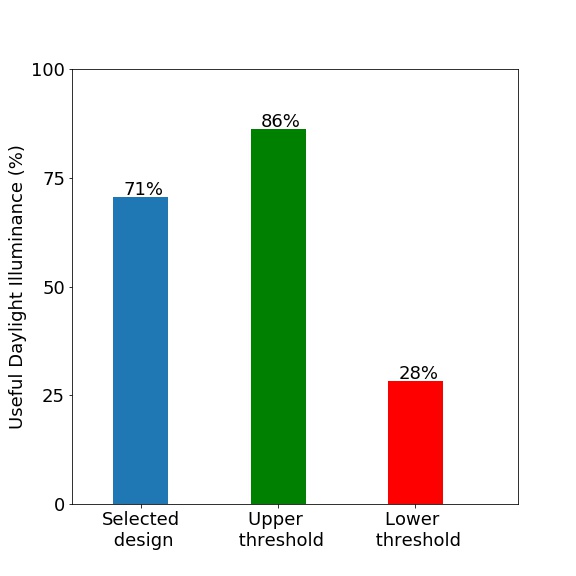 100
75
50
25
0
Useful Daylight Illuminance (%)
71%
86%
28%
Selected
design
Upper
threshold
Lower
threshold